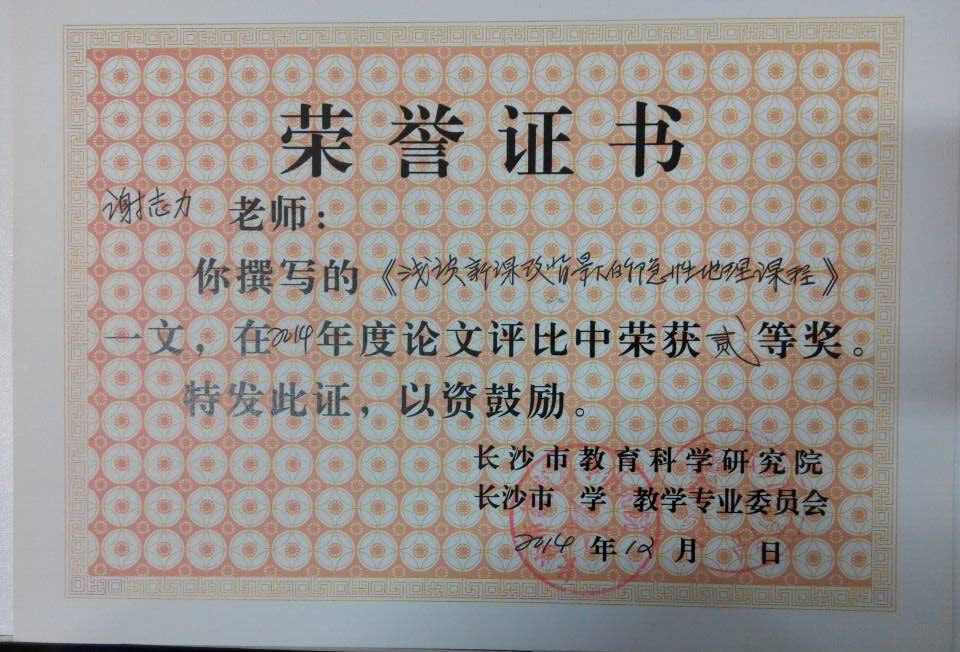 荣誉证书
谢志力 老师：
你撰写的《浅谈新课改背景下的隐性地理课程》
一文，在2014年度论文评比中荣获贰等奖。
特发此证，以资鼓励。
长沙市教育科学研究院
长沙市 学 教学专业委员会
2014年12月 日